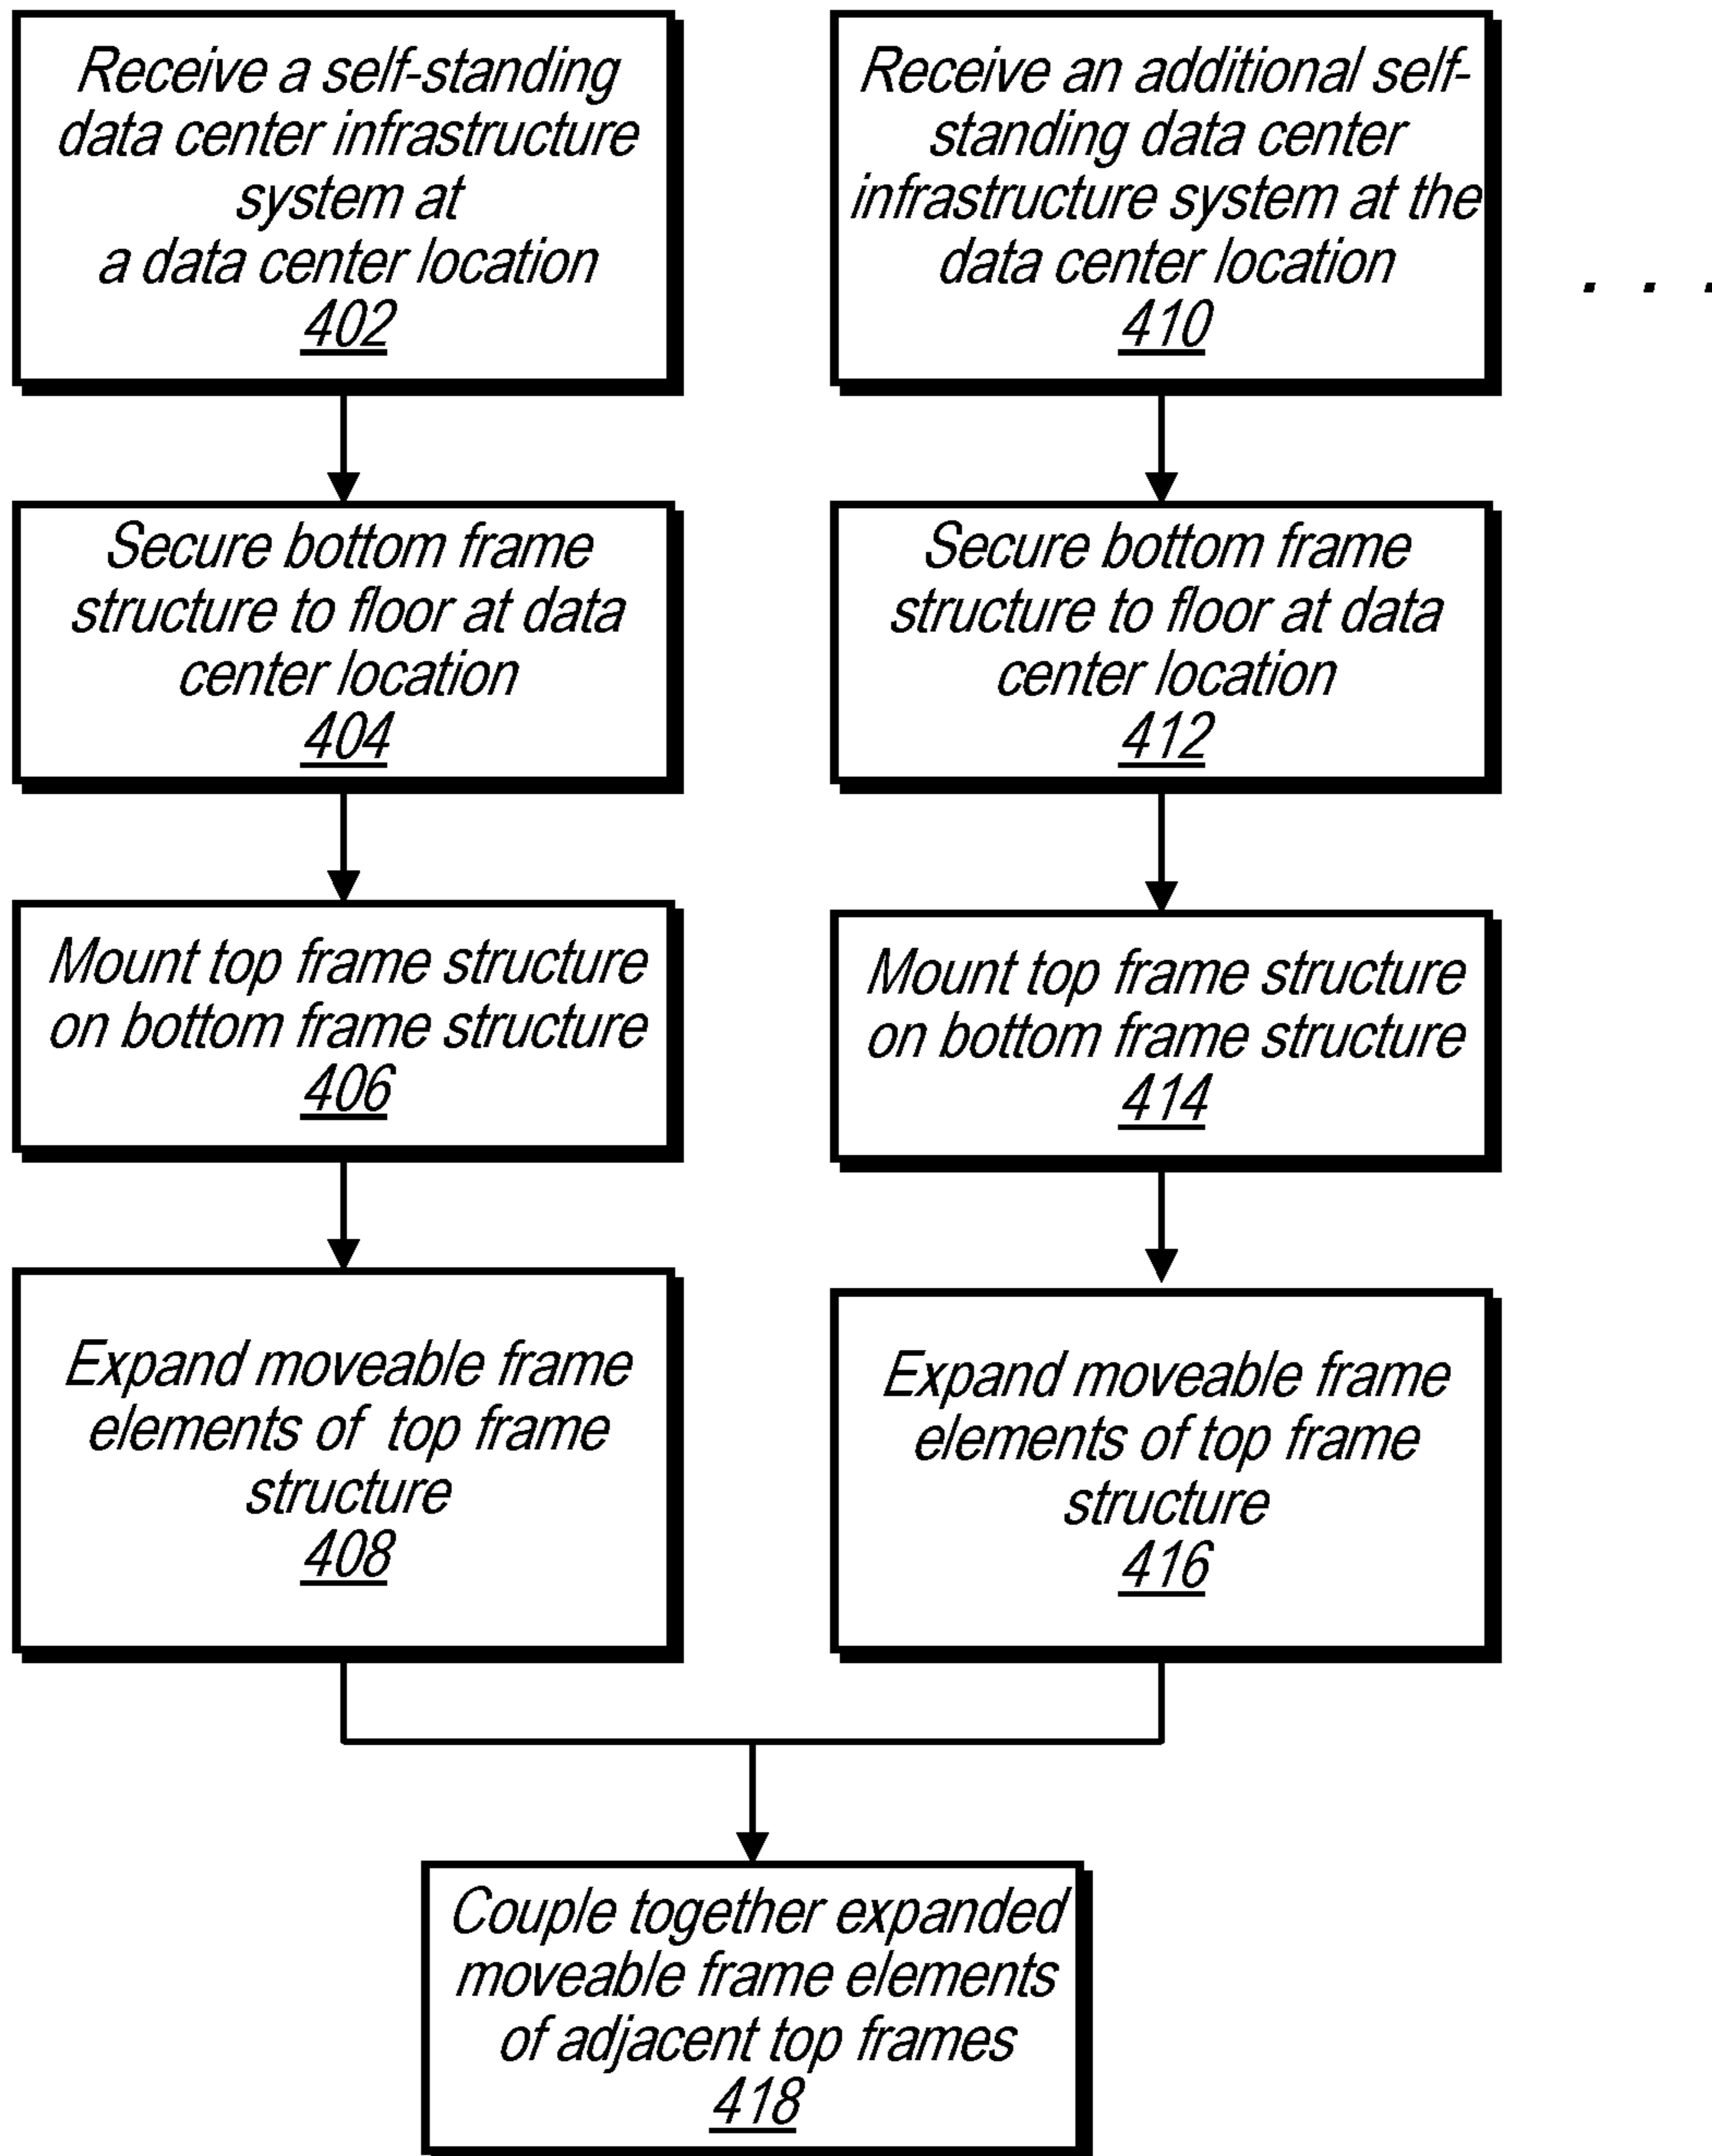 Receive a self-standing
data center infrastructure
system at
a data center location
402
Secure bottom frame
structure to floor at data
center location
404
Mount top frame structure
on bottom frame structure
406
Expand moveable frame
elements of top frame
structure
408
Receive an additional self-
standing data center
infrastructure system at the
data center location
410
. . .
Secure bottom frame
structure to floor at data
center location
412
Mount top frame structure
on bottom frame structure
414
Expand moveable frame
elements of top frame
structure
416
Couple together expanded
moveable frame elements
of adjacent top frames
418